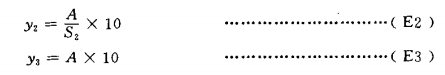 y₂ = A/S₂ × 10 ………………………… ( E2 )
y₃ = A × 10 ………………………… ( E3 )